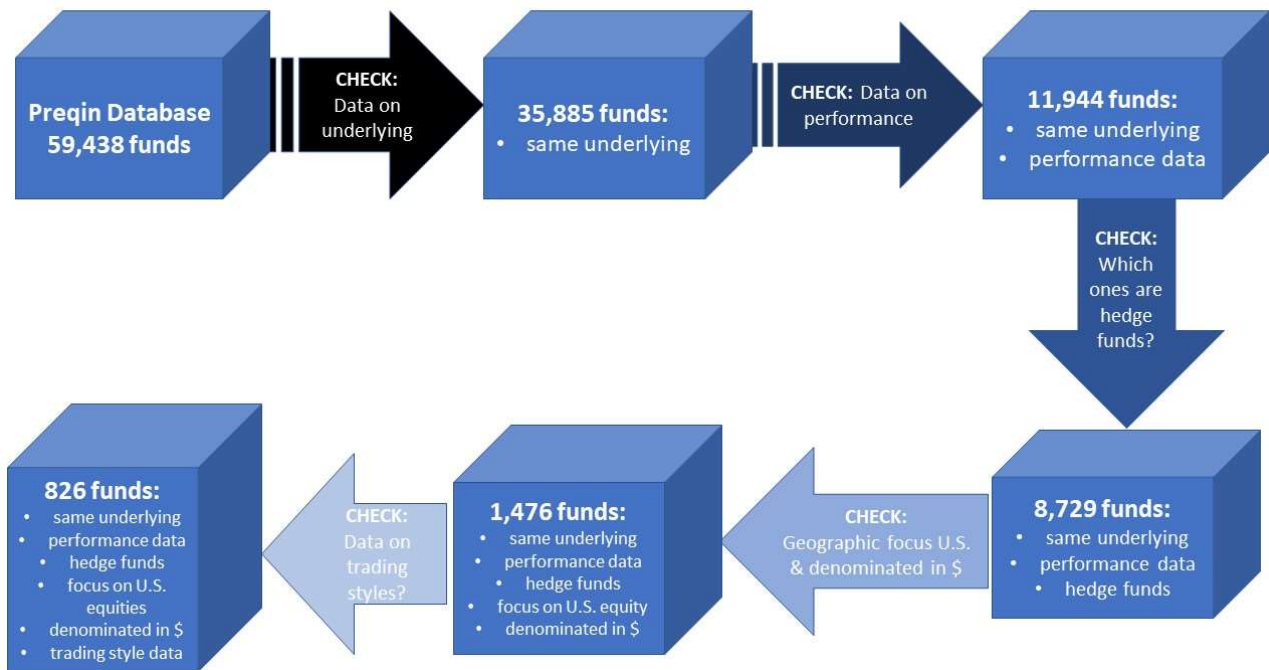 Preqin Database
59,438 funds
CHECK:
Data on
underlying
35,885 funds:
• same underlying
CHECK: Data on
performance
11,944 funds:
• same underlying
• performance data
CHECK:
Which
ones are
hedge
funds?
8,729 funds:
• same underlying
• performance data
• hedge funds
CHECK:
Geographic focus U.S.
& denominated in $
1,476 funds:
• same underlying
• performance data
• hedge funds
• focus on U.S. equity
• denominated in $
CHECK:
Data on
trading
styles?
826 funds:
• same underlying
• performance data
• hedge funds
• focus on U.S.
equities
• denominated in $
• trading style data